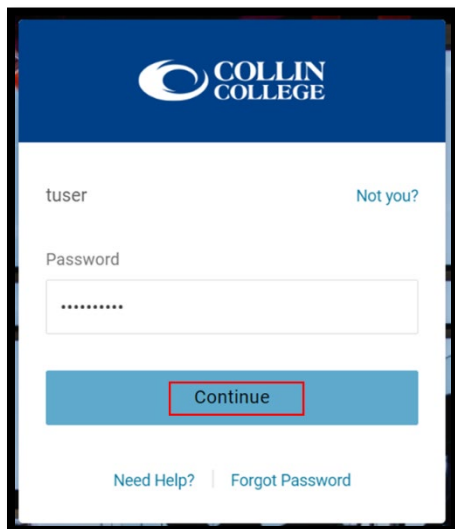 COLLIN
COLLEGE
tuser Not you?
Password
••••••••••
Continue
Need Help? Forgot Password